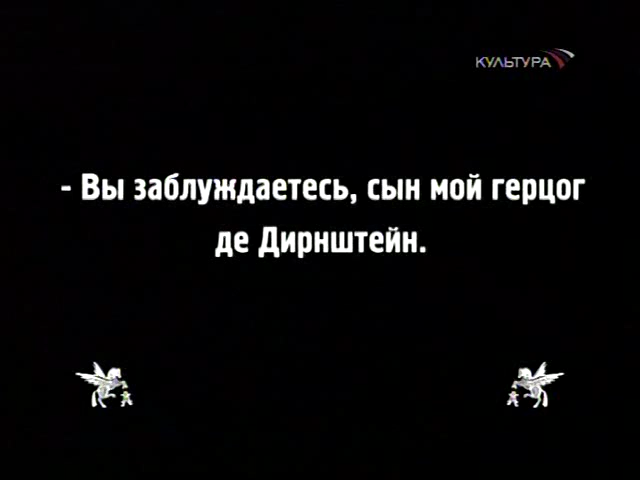 КУЛЬТУРА
- Вы заблуждаетесь, сын мой герцог
де Дирнштейн.